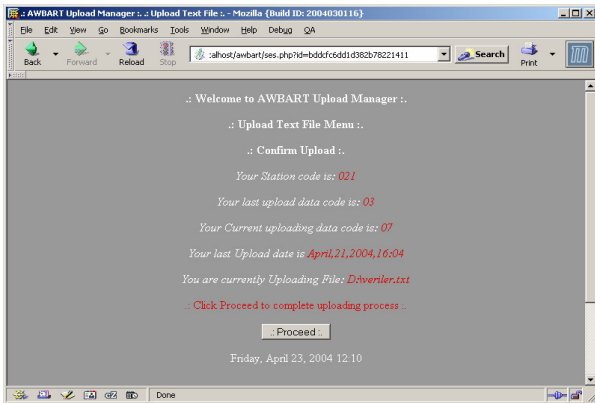 .: AWBART Upload Manager :. .: Upload Text File :. - Mozilla {Build ID: 2004030116}
File Edit View Go Bookmarks Tools Window Help Debug QA
Back Forward Reload Stop :alhost/awbart/ses.php?id=bddcfc6dd1d382b78221411 Search Print
.: Welcome to AWBART Upload Manager :.
.: Upload Text File Menu :.
.: Confirm Upload :.
Your Station code is: 021
Your last upload data code is: 03
Your Current uploading data code is: 07
Your last Upload date is April,21,2004,16:04
You are currently Uploading File: D:\veriler.txt
.: Click Proceed to complete uploading process :.
.: Proceed :.
Friday, April 23, 2004 12:10
Done